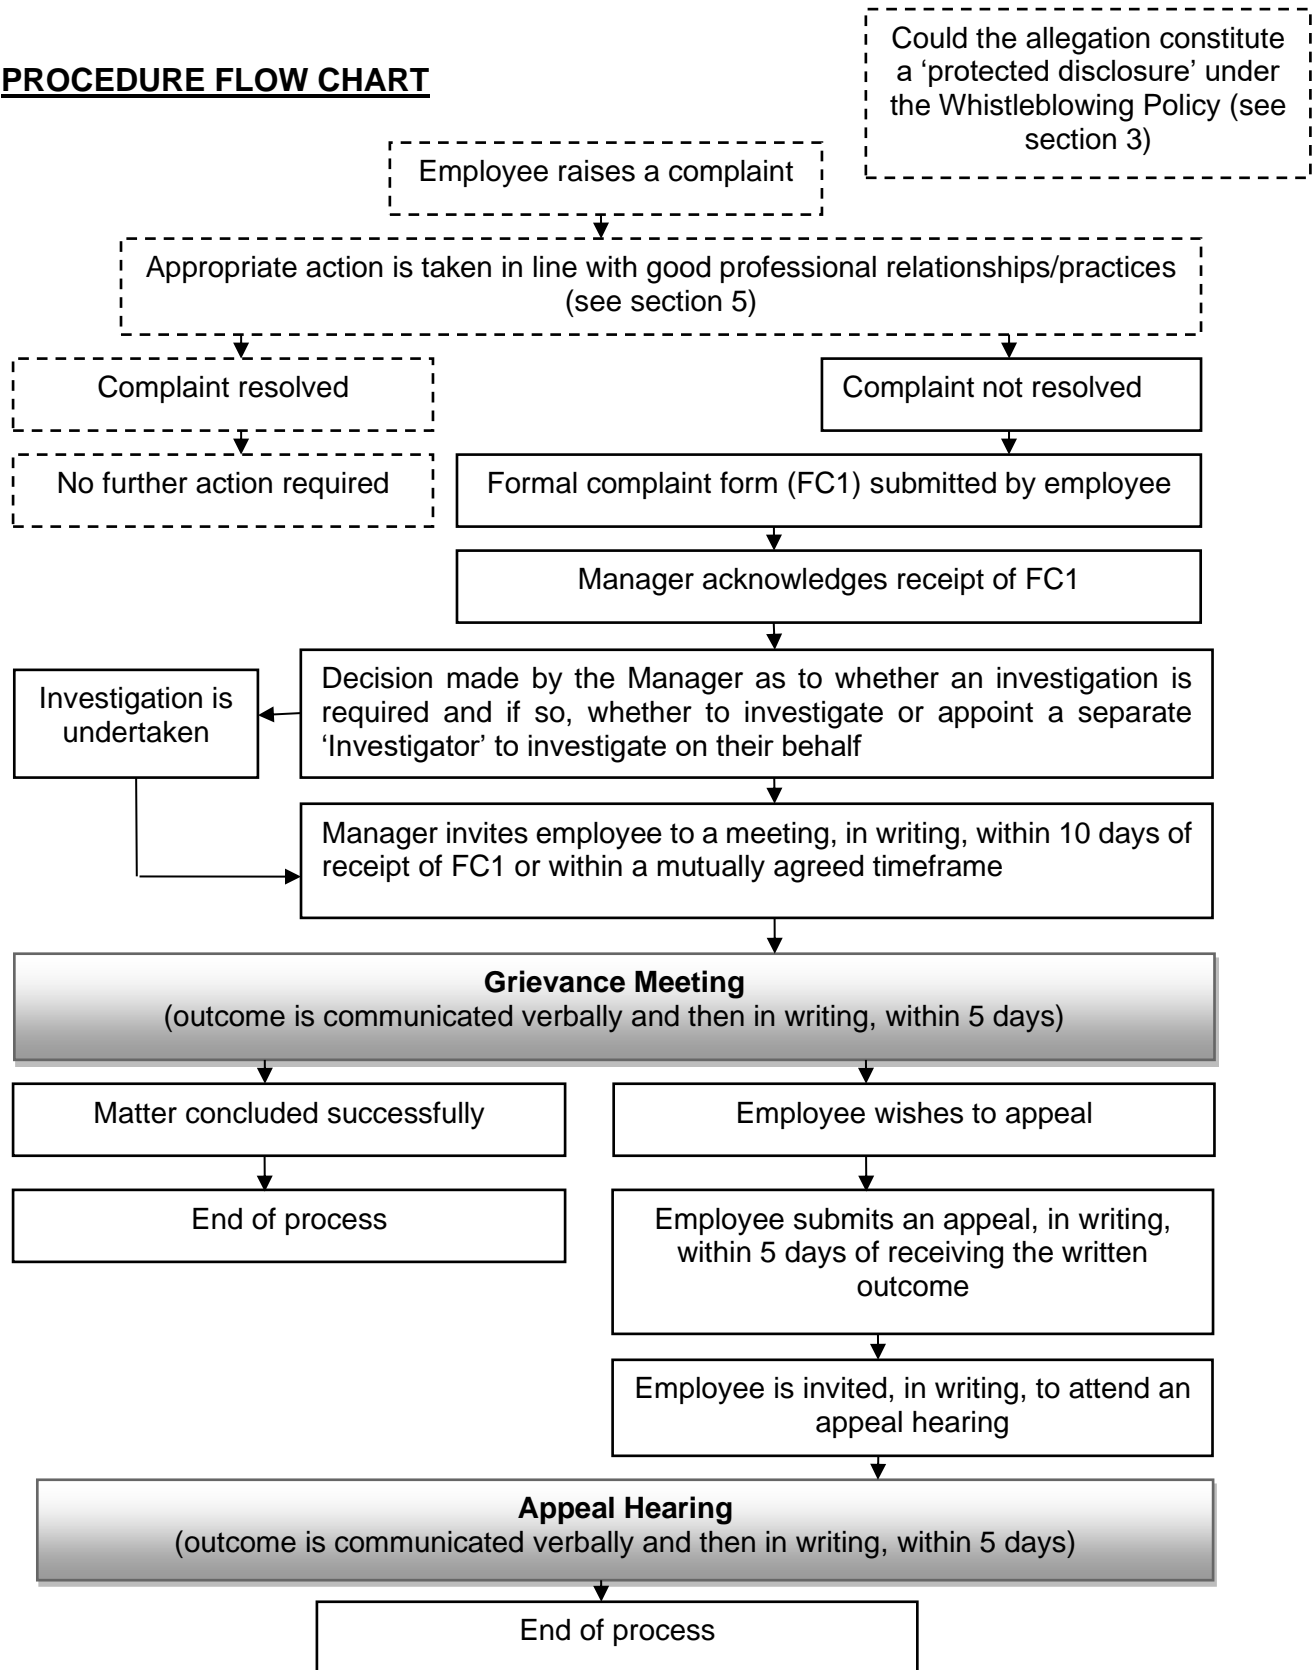 PROCEDURE FLOW CHART
Could the allegation constitute
a ‘protected disclosure’ under
the Whistleblowing Policy (see
section 3)
Employee raises a complaint
Appropriate action is taken in line with good professional relationships/practices
(see section 5)
Complaint resolved
Complaint not resolved
No further action required
Formal complaint form (FC1) submitted by employee
Manager acknowledges receipt of FC1
Investigation is
undertaken
Decision made by the Manager as to whether an investigation is
required and if so, whether to investigate or appoint a separate
‘Investigator’ to investigate on their behalf
Manager invites employee to a meeting, in writing, within 10 days of
receipt of FC1 or within a mutually agreed timeframe
Grievance Meeting
(outcome is communicated verbally and then in writing, within 5 days)
Matter concluded successfully
Employee wishes to appeal
End of process
Employee submits an appeal, in writing,
within 5 days of receiving the written
outcome
Employee is invited, in writing, to attend an
appeal hearing
Appeal Hearing
(outcome is communicated verbally and then in writing, within 5 days)
End of process